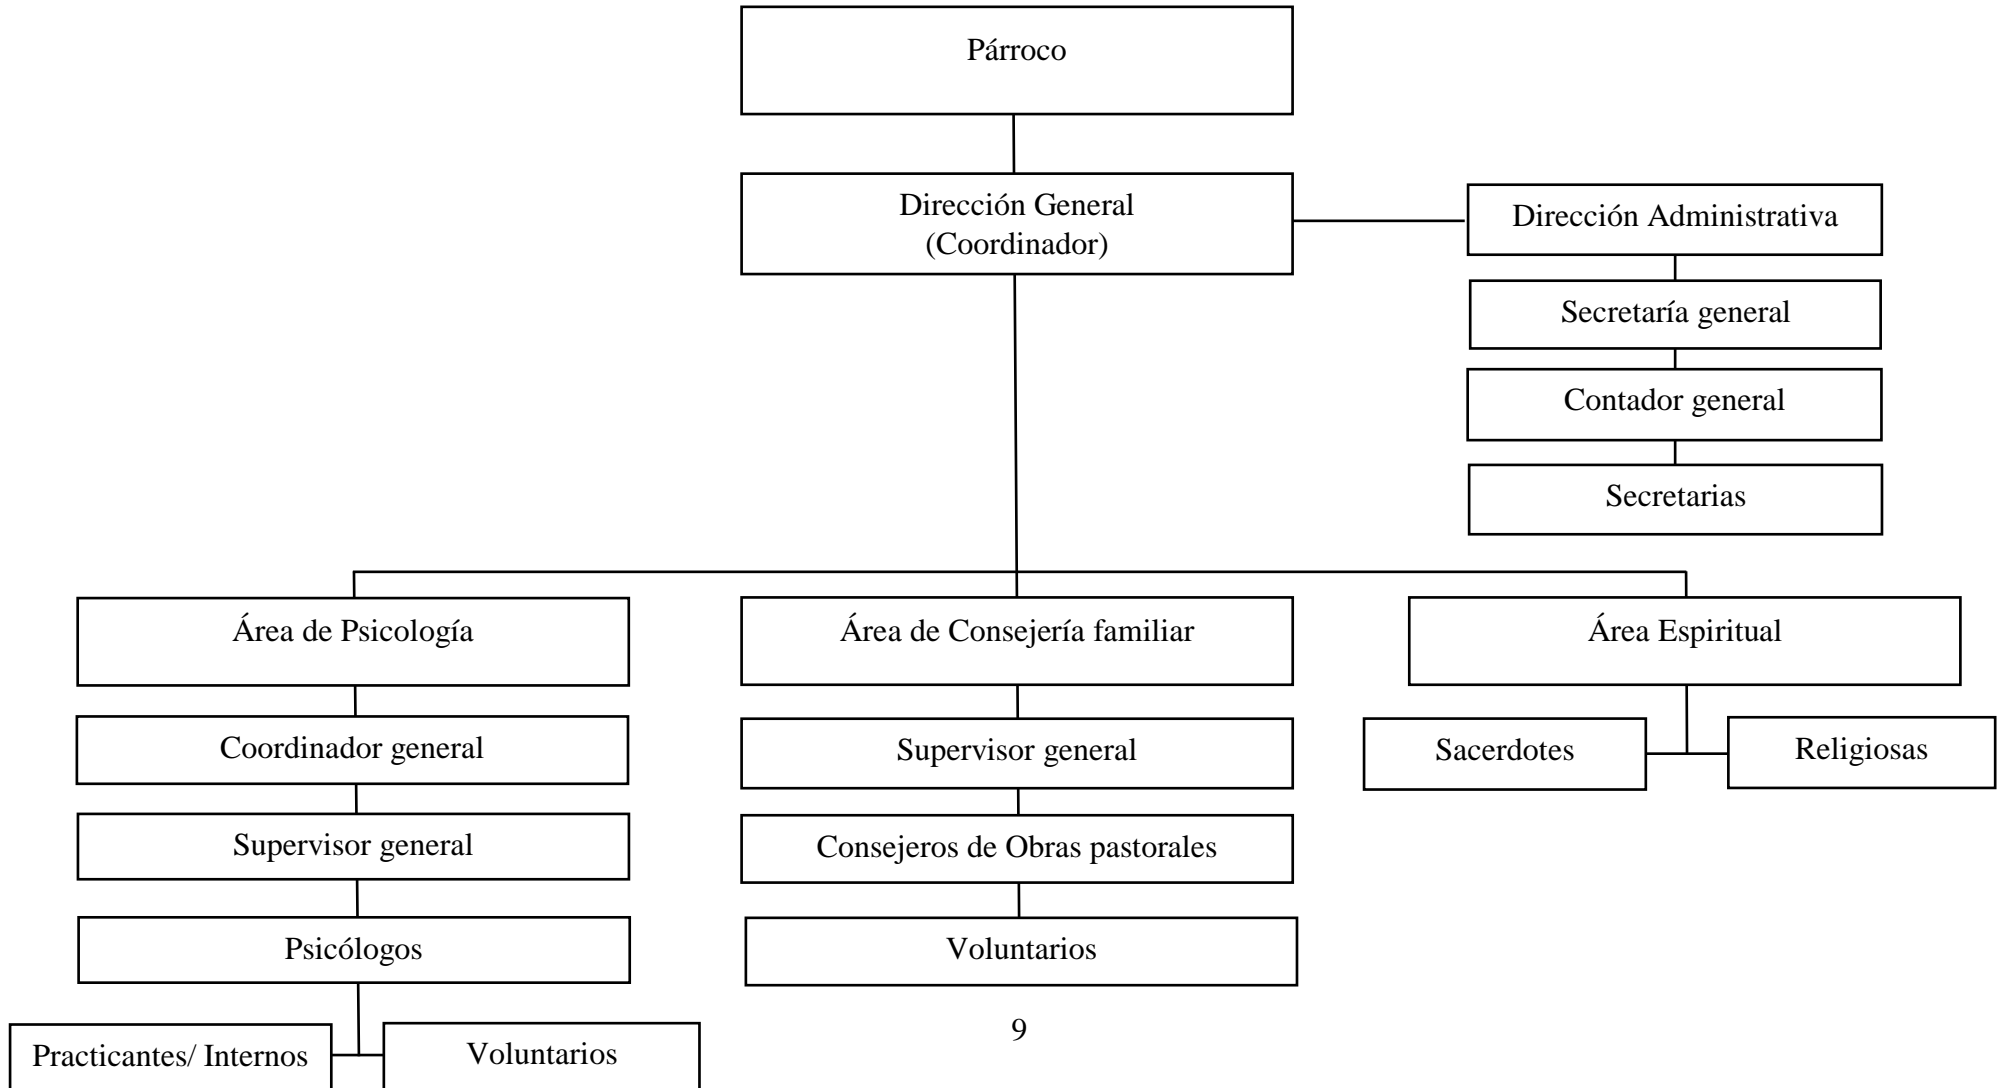 Párroco
Dirección General
(Coordinador)
Dirección Administrativa
Secretaría general
Contador general
Secretarias
Área de Psicología
Área de Consejería familiar
Área Espiritual
Coordinador general
Supervisor general
Sacerdotes
Religiosas
Supervisor general
Consejeros de Obras pastorales
Psicólogos
Voluntarios
Practicantes/ Internos
Voluntarios
9